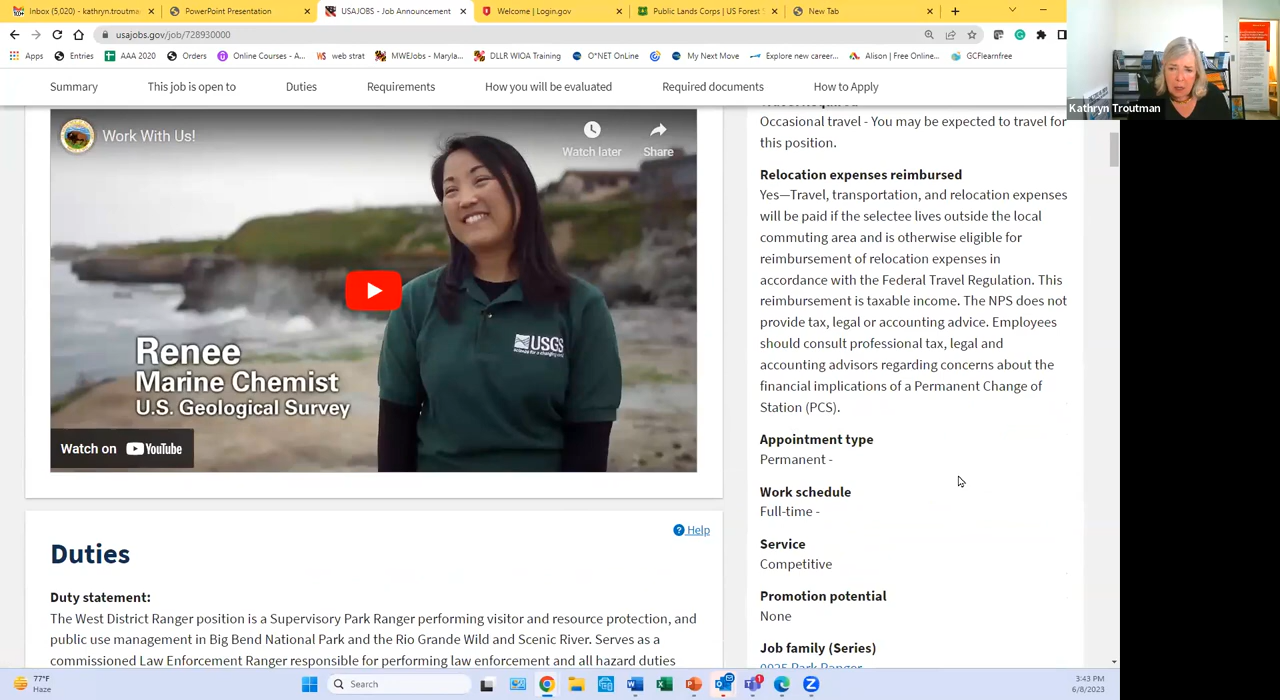 Inbox (5,020) - kathryn.troutma
PowerPoint Presentation
USAJOBS - Job Announcement
Welcome | Login.gov
Public Lands Corps | US Forest
New Tab
usajobs.gov/job/728930000
Apps
Entries
AAA 2020
Orders
Online Courses - A...
web strat
MWEJobs – Maryla...
DLLR WIOA Training
O*NET OnLine
My Next Move
Explore new career...
Alison | Free Online...
GCFlearnfree
Kathryn Troutman
Summary
This job is open to
Duties
Requirements
How you will be evaluated
Required documents
How to Apply
Work With Us!
Watch later
Share
USGS
Renee
Marine Chemist
U.S. Geological Survey
Watch on YouTube
Help
Duties
Duty statement:
The West District Ranger position is a Supervisory Park Ranger performing visitor and resource protection, and
public use management in Big Bend National Park and the Rio Grande Wild and Scenic River. Serves as a
commissioned Law Enforcement Ranger responsible for performing law enforcement and all hazard duties
Occasional travel - You may be expected to travel for
this position.
Relocation expenses reimbursed
Yes—Travel, transportation, and relocation expenses
will be paid if the selectee lives outside the local
commuting area and is otherwise eligible for
reimbursement of relocation expenses in
accordance with the Federal Travel Regulation. This
reimbursement is taxable income. The NPS does not
provide tax, legal or accounting advice. Employees
should consult professional tax, legal and
accounting advisors regarding concerns about the
financial implications of a Permanent Change of
Station (PCS).
Appointment type
Permanent -
Work schedule
Full-time -
Service
Competitive
Promotion potential
None
Job family (Series)
0025 Park Ranger
77°F
Haze
Search
3:43 PM
6/8/2023